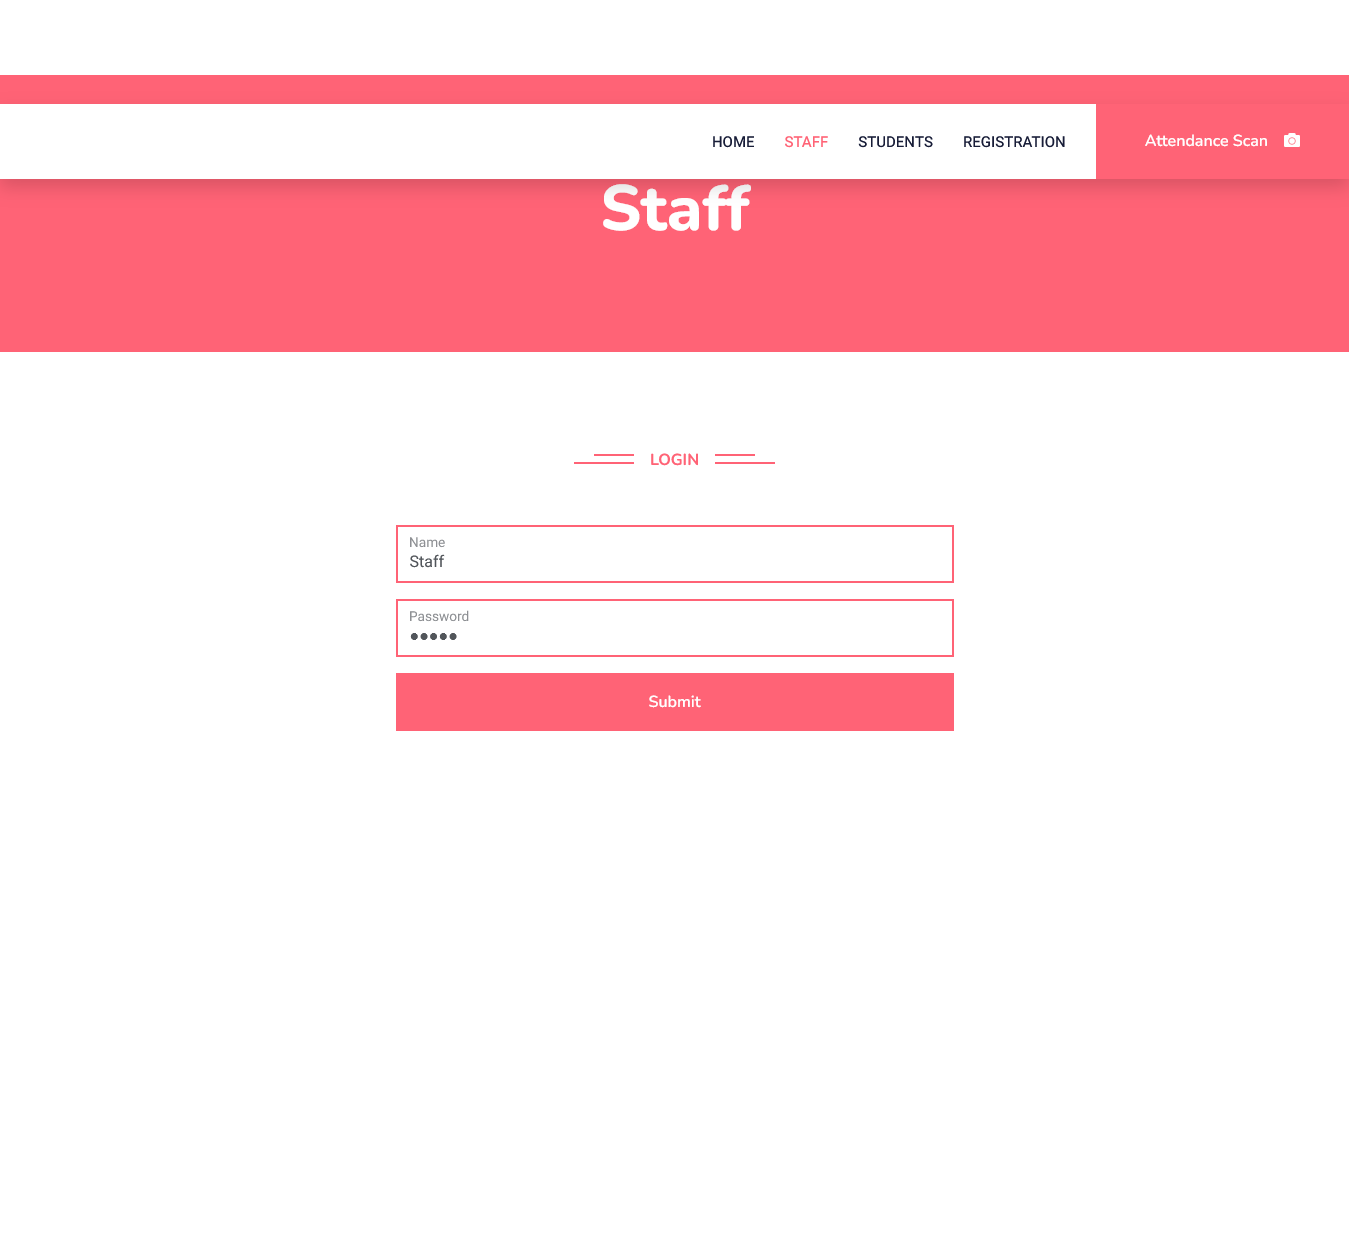 HOME STAFF STUDENTS REGISTRATION Attendance Scan
Staff
LOGIN
Name
Staff
Password
•••••
Submit